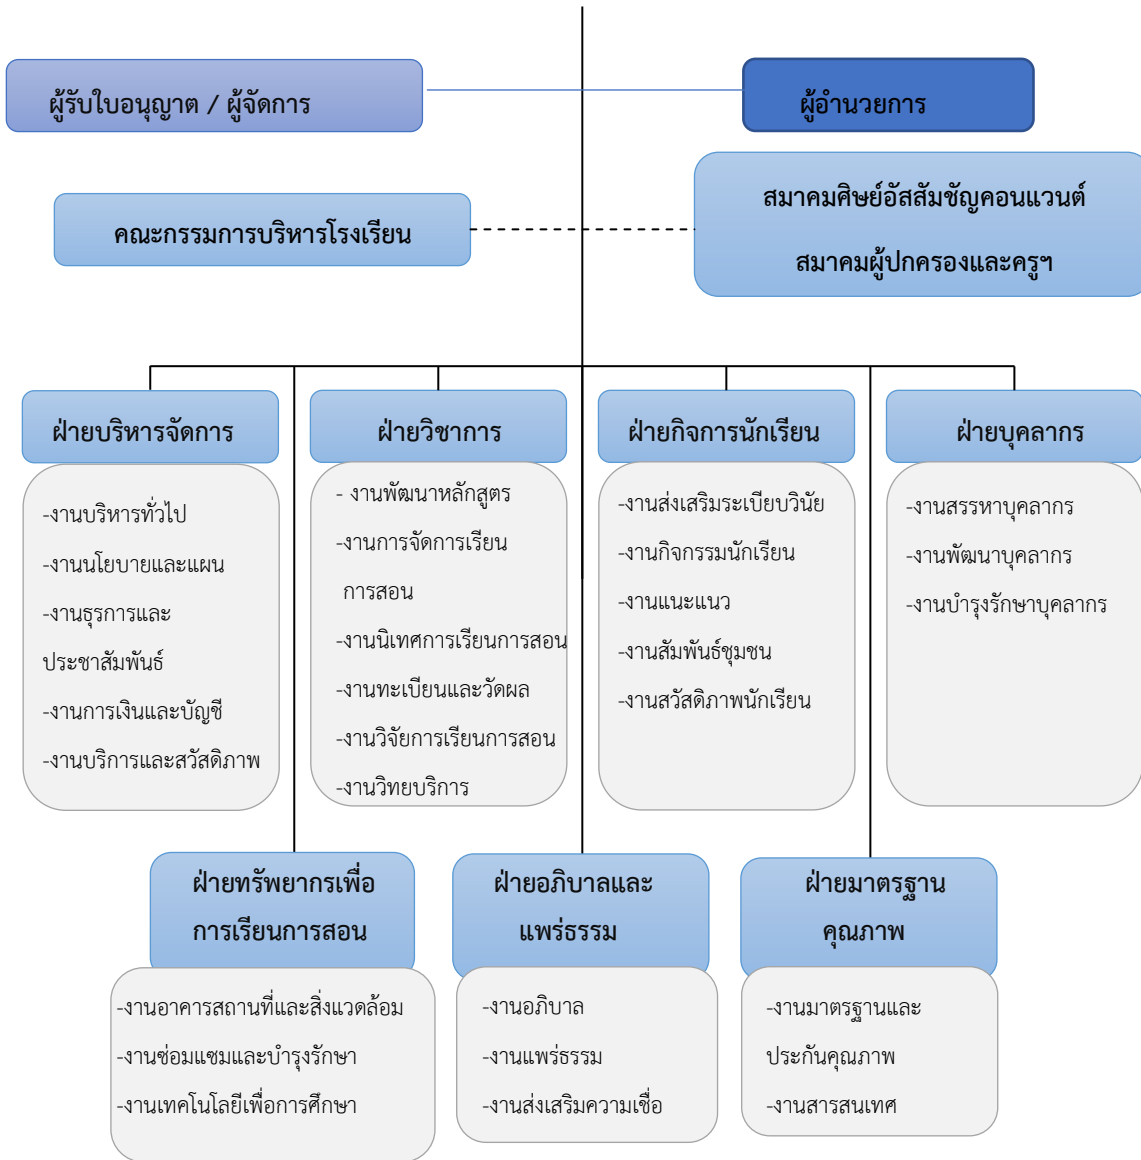 ผู้รับใบอนุญาต / ผู้จัดการ
ผู้อำนวยการ
คณะกรรมการบริหารโรงเรียน
สมาคมศิษย์อัสสัมชัญคอนแวนต์
สมาคมผู้ปกครองและครูฯ
ฝ่ายบริหารจัดการ
-งานบริหารทั่วไป
-งานนโยบายและแผน
-งานธุรการและ
ประชาสัมพันธ์
-งานการเงินและบัญชี
-งานบริการและสวัสดิภาพ
ฝ่ายวิชาการ
- งานพัฒนาหลักสูตร
-งานการจัดการเรียน
การสอน
-งานนิเทศการเรียนการสอน
-งานทะเบียนและวัดผล
-งานวิจัยการเรียนการสอน
-งานวิทยบริการ
ฝ่ายกิจการนักเรียน
-งานส่งเสริมระเบียบวินัย
-งานกิจกรรมนักเรียน
-งานแนะแนว
-งานสัมพันธ์ชุมชน
-งานสวัสดิภาพนักเรียน
ฝ่ายบุคลากร
-งานสรรหาบุคลากร
-งานพัฒนาบุคลากร
-งานบำรุงรักษาบุคลากร
ฝ่ายทรัพยากรเพื่อ
การเรียนการสอน
-งานอาคารสถานที่และสิ่งแวดล้อม
-งานซ่อมแซมและบำรุงรักษา
-งานเทคโนโลยีเพื่อการศึกษา
ฝ่ายอภิบาลและ
แพร่ธรรม
-งานอภิบาล
-งานแพร่ธรรม
-งานส่งเสริมความเชื่อ
ฝ่ายมาตรฐาน
คุณภาพ
-งานมาตรฐานและ
ประกันคุณภาพ
-งานสารสนเทศ